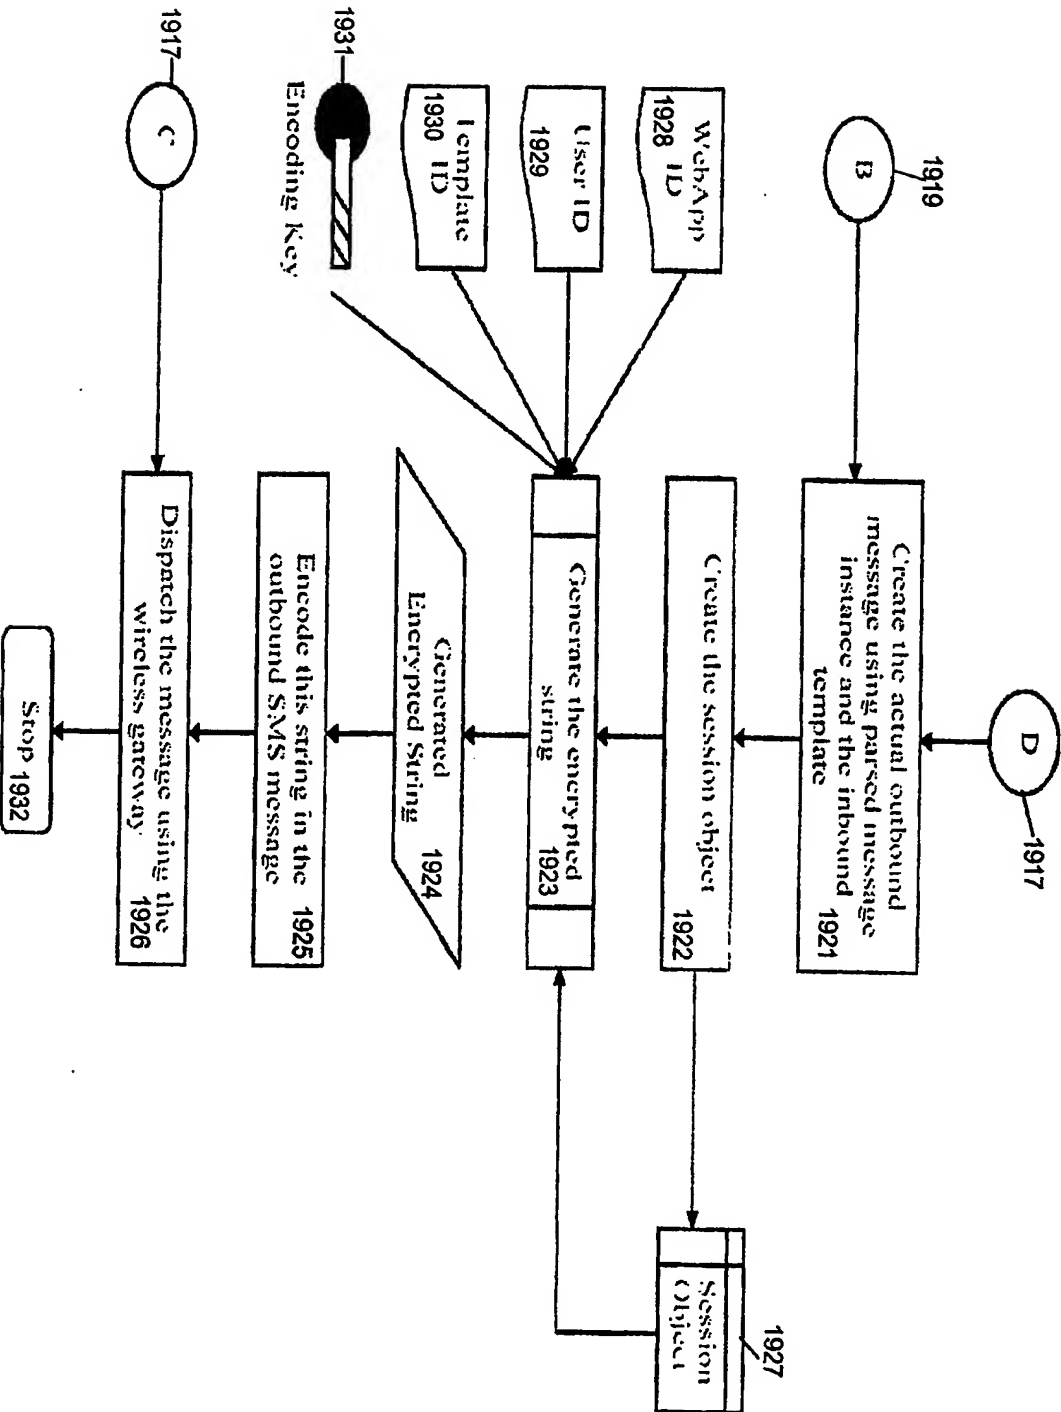 D
1917
1919
B
Create the actual outbound
message using parsed message
instance and the inbound
template
1921
Create the session object
1922
1927
Session
Object
WebApp
ID
1928
User ID
1929
Template
ID
1930
1931
Encoding Key
Generate the encrypted
string
1923
Generated
Encrypted String
1924
Encode this string in the
outbound SMS message
1925
1917
C
Dispatch the message using the
wireless gateway.
1926
Stop 1932